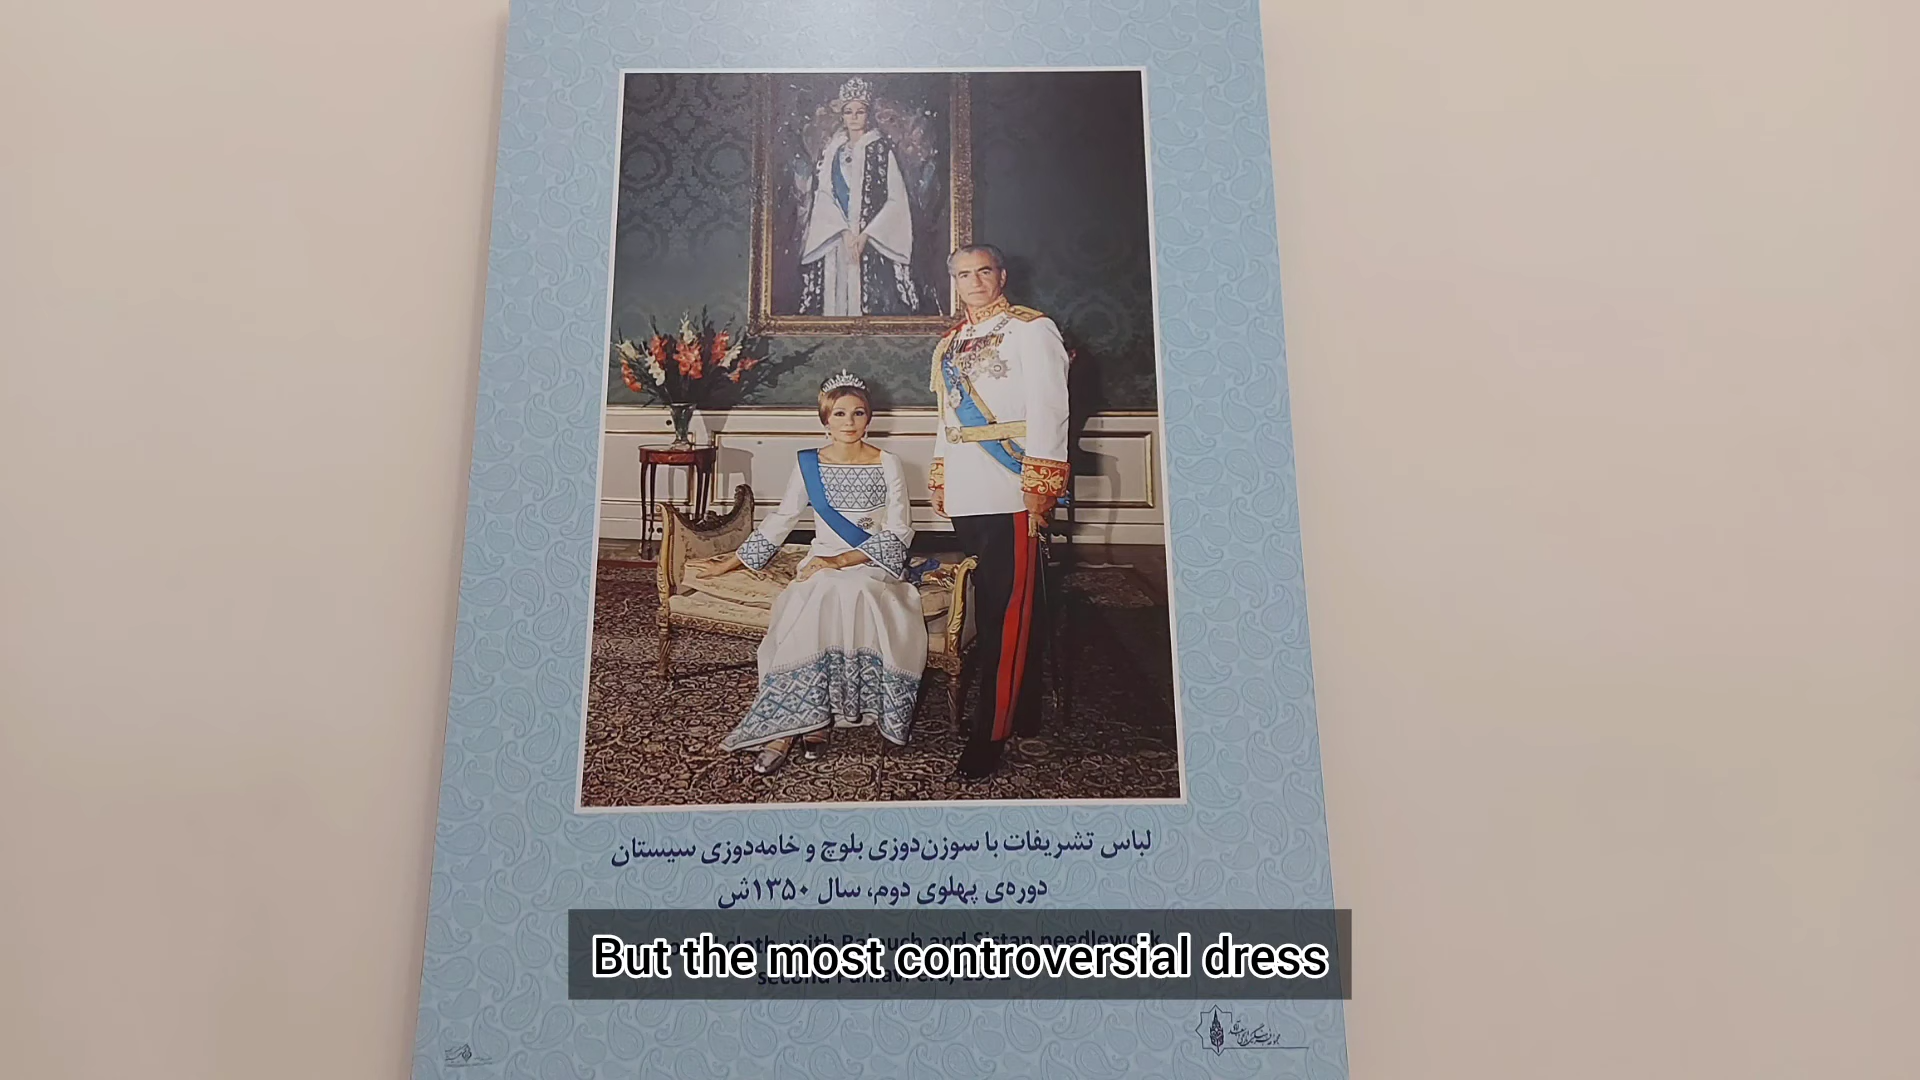 لباس تشریفات با سوزن‌دوزی بلوچ و خامه‌دوزی سیستان
دوره‌ی پهلوی دوم، سال ۱۳۵۰ش
But the most controversial dress